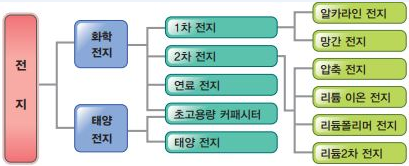 전
지
화학
전지
태양
전지
1차 전지
2차 전지
연료 전지
초고용량 커패시터
태양 전지
알카라인 전지
망간 전지
압축 전지
리튬 이온 전지
리튬폴리머 전지
리튬2차 전지